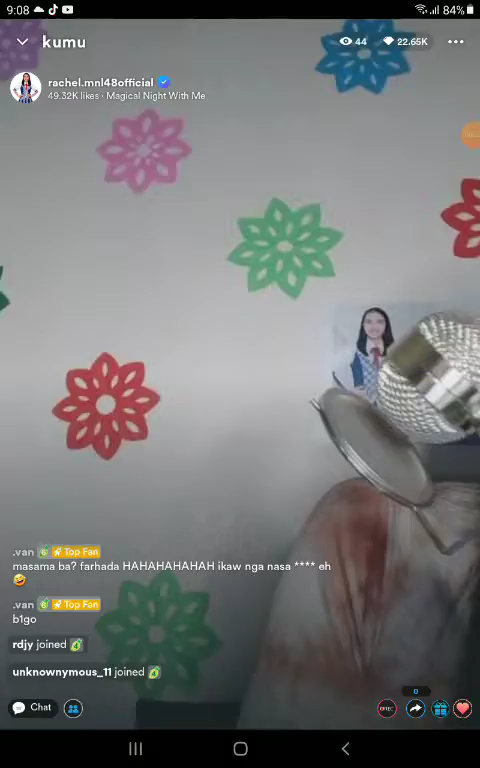 9:08
84%
kumu
44
22.65K
rachel.mnl48official
49.32K likes · Magical Night With Me
.van Top Fan
masama ba? farhada HAHAHAHAHAH ikaw nga nasa **** eh
🤣
.van Top Fan
b1go
rdjy joined
unknownymous_11 joined
Chat
0